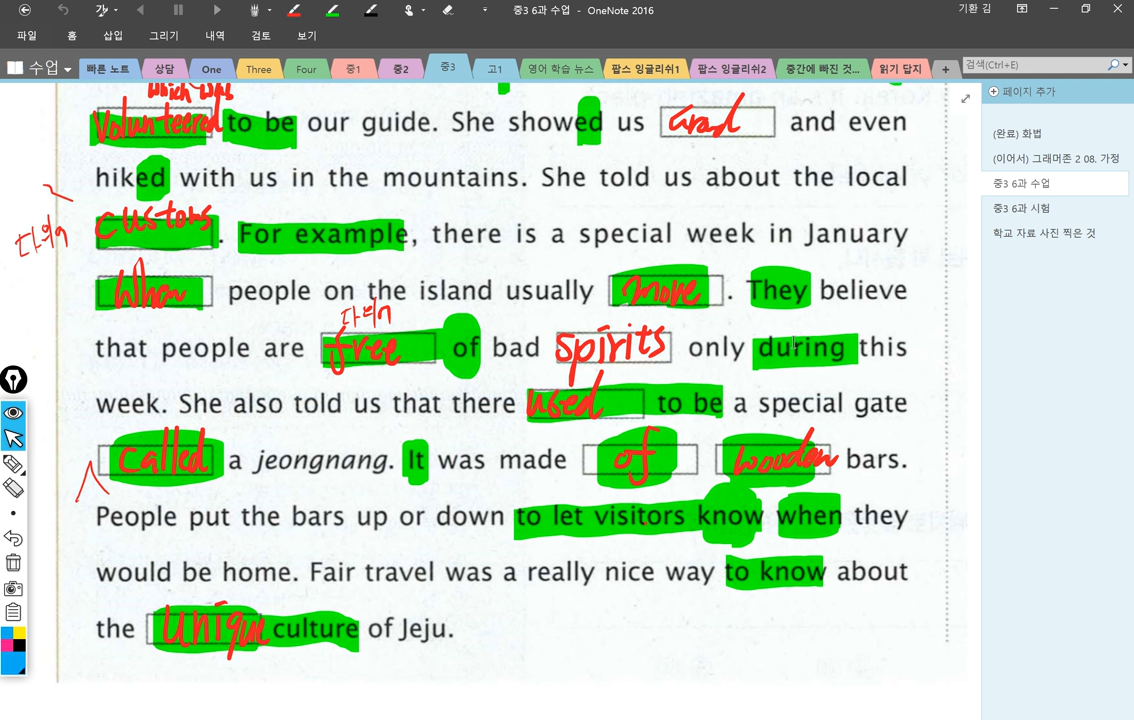 중3 6과 수업 - OneNote 2016
기환 김
파일 홈 삽입 그리기 내역 검토 보기
수업 빠른 노트 상담 One Three Four 중1 중2 중3 고1 영어 학습 뉴스 팝스 잉글리쉬1 팝스 잉글리쉬2 중간에 빠진 것... 읽기 답지 +
검색(Ctrl+E)
페이지 추가
(완료) 화법
(이어서) 그래머존 2 08. 가정
중3 6과 수업
중3 6과 시험
학교 자료 사진 찍은 것
which was
Volunteered to be our guide. She showed us and even
hiked with us in the mountains. She told us about the local
customs. For example, there is a special week in January
다의어
when people on the island usually move. They believe
다의어
that people are free of bad spirits only during this
week. She also told us that there used to be a special gate
called a jeongnang. It was made of wooden bars.
People put the bars up or down to let visitors know when they
would be home. Fair travel was a really nice way to know about
the unique culture of Jeju.